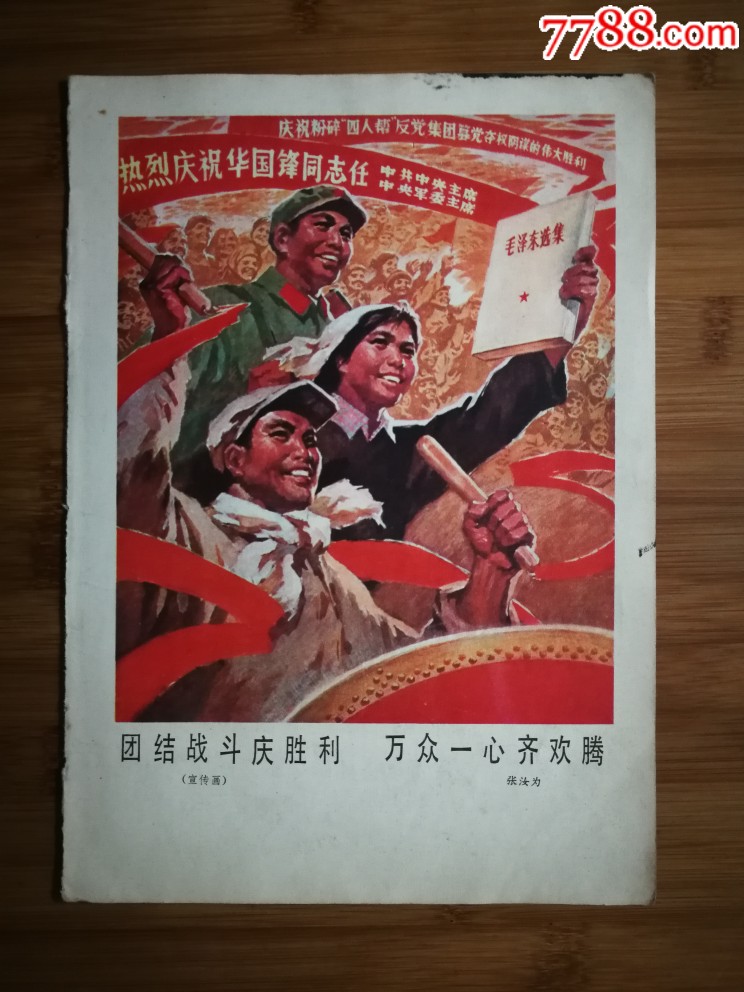 7788.com
庆祝粉碎“四人帮”反党集团篡党夺权阴谋的伟大胜利
热烈庆祝华国锋同志任 中共中央主席
中央军委主席
毛泽东选集
团结战斗庆胜利 万众一心齐欢腾
(宣传画) 张汝为